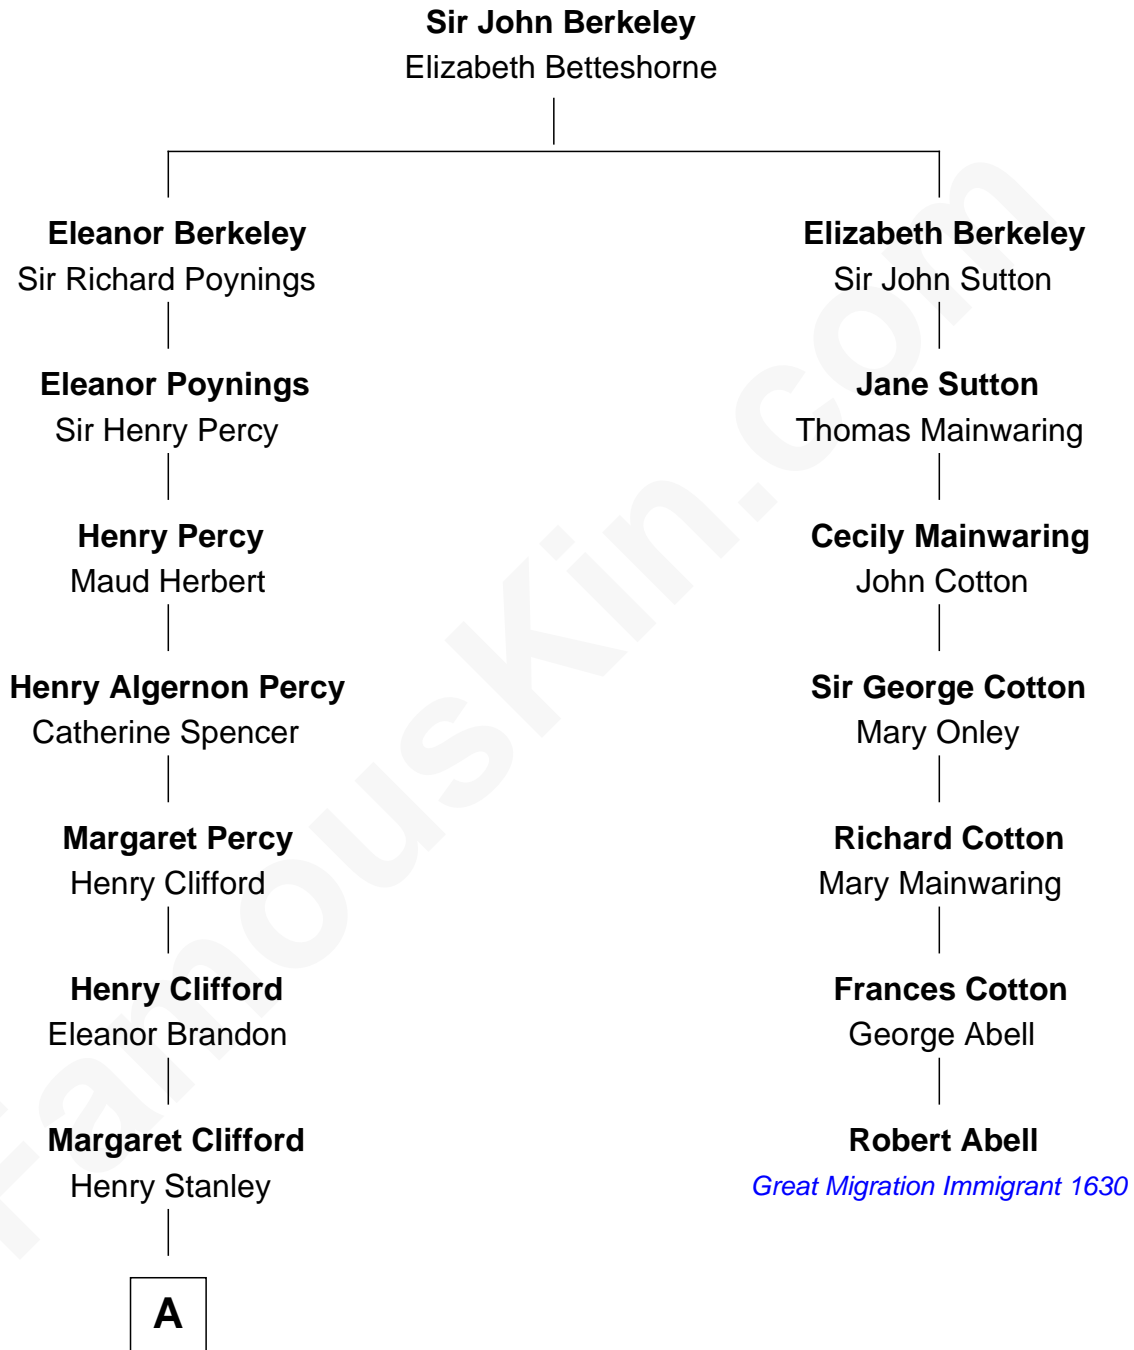 Sir John Berkeley
Elizabeth Betteshorne
Eleanor Berkeley
Sir Richard Poynings
Elizabeth Berkeley
Sir John Sutton
Eleanor Poynings
Sir Henry Percy
Jane Sutton
Thomas Mainwaring
Henry Percy
Maud Herbert
Cecily Mainwaring
John Cotton
Henry Algernon Percy
Catherine Spencer
Sir George Cotton
Mary Onley
Margaret Percy
Henry Clifford
Richard Cotton
Mary Mainwaring
Henry Clifford
Eleanor Brandon
Frances Cotton
George Abell
Margaret Clifford
Henry Stanley
Robert Abell
Great Migration Immigrant 1630
A
FamousKin.com